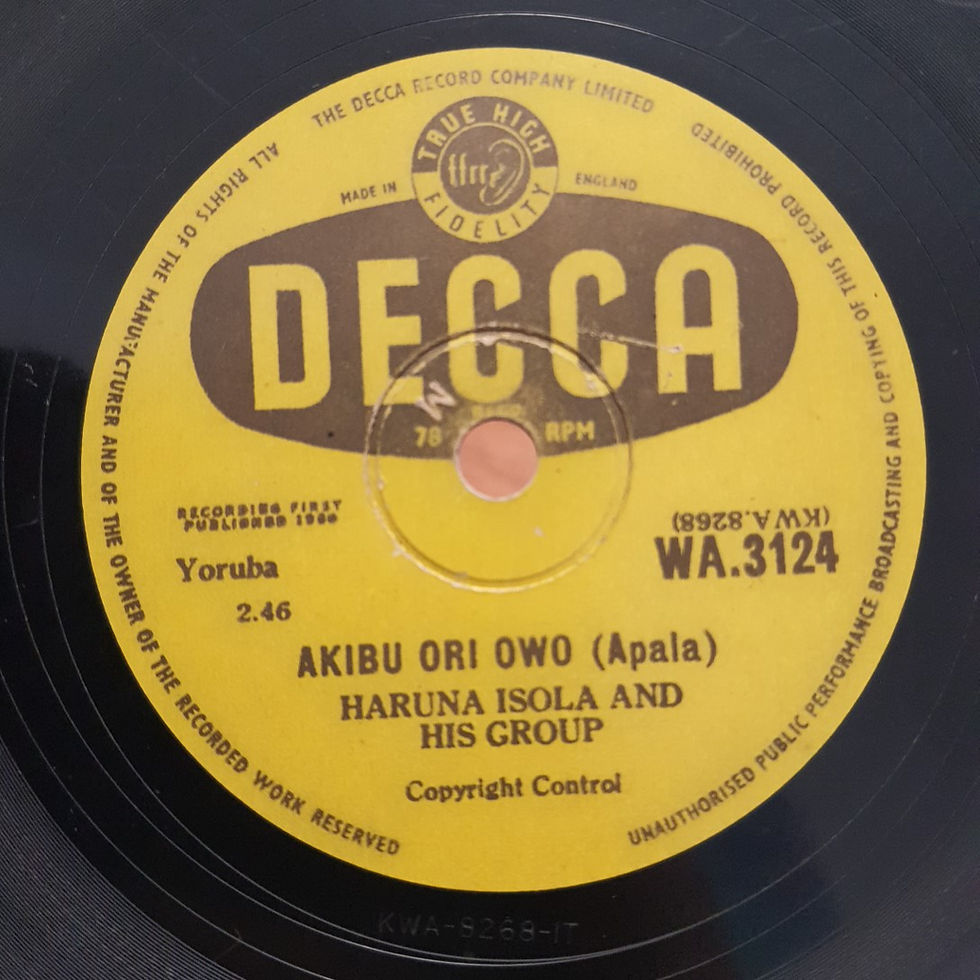 THE DECCA RECORD COMPANY LIMITED
ALL RIGHTS OF THE MANUFACTURER AND OF THE OWNER OF THE RECORDED WORK RESERVED
UNAUTHORISED PUBLIC PERFORMANCE BROADCASTING AND COPYING OF THIS RECORD PROHIBITED
TRUE HIGH
ffrr
FIDELITY
MADE IN ENGLAND
DECCA
M
78 RPM
RECORDING FIRST
PUBLISHED 1960
(KWA.8268)
WA.3124
Yoruba
2.46
AKIBU ORI OWO (Apala)
HARUNA ISOLA AND
HIS GROUP
Copyright Control